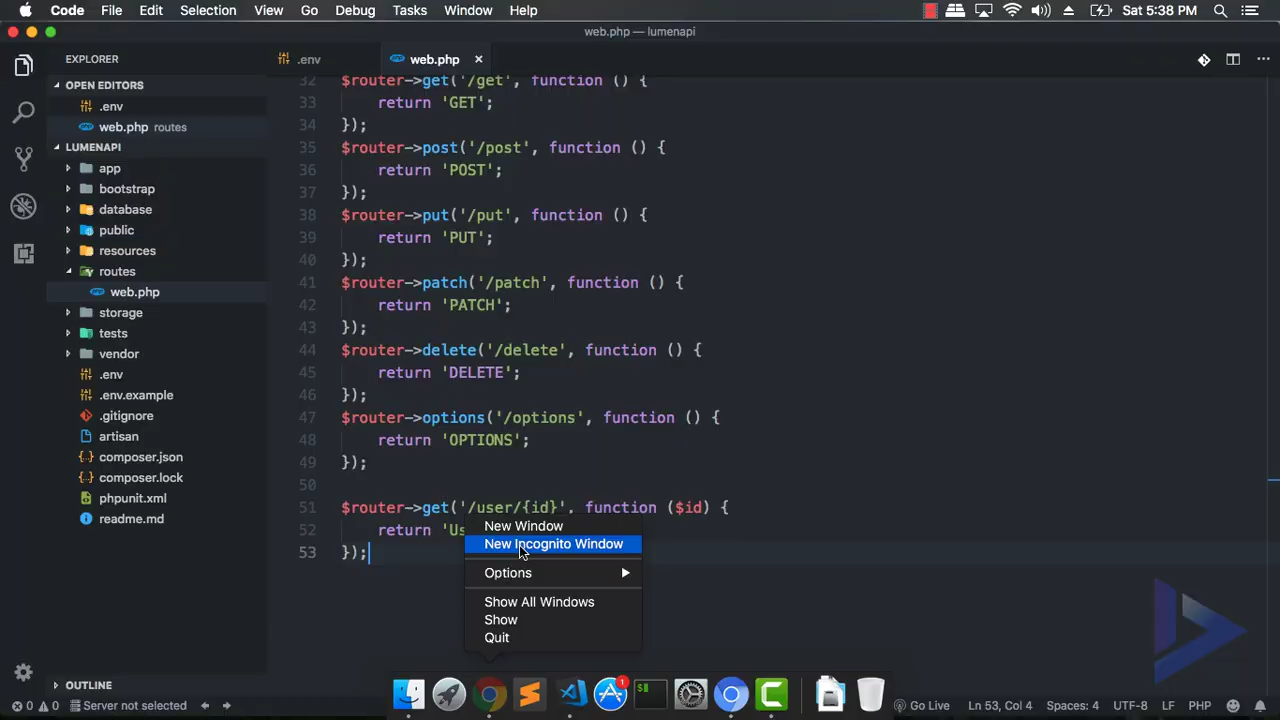 Code File Edit Selection View Go Debug Tasks Window Help Sat 5:38 PM
web.php — lumenapi
EXPLORER
.env
web.php ×
OPEN EDITORS
.env
web.php routes
LUMENAPI
app
bootstrap
database
public
resources
routes
web.php
storage
tests
vendor
.env
.env.example
.gitignore
artisan
composer.json
composer.lock
phpunit.xml
readme.md
OUTLINE
32 $router->get('/get', function () {
33 return 'GET';
34 });
35 $router->post('/post', function () {
36 return 'POST';
37 });
38 $router->put('/put', function () {
39 return 'PUT';
40 });
41 $router->patch('/patch', function () {
42 return 'PATCH';
43 });
44 $router->delete('/delete', function () {
45 return 'DELETE';
46 });
47 $router->options('/options', function () {
48 return 'OPTIONS';
49 });
50
51 $router->get('/user/{id}', function ($id) {
52 return 'Us
53 });
New Window
New Incognito Window
Options
Show All Windows
Show
Quit
1
$
0 0 Server not selected Go Live Ln 53, Col 4 Spaces: 4 UTF-8 LF PHP